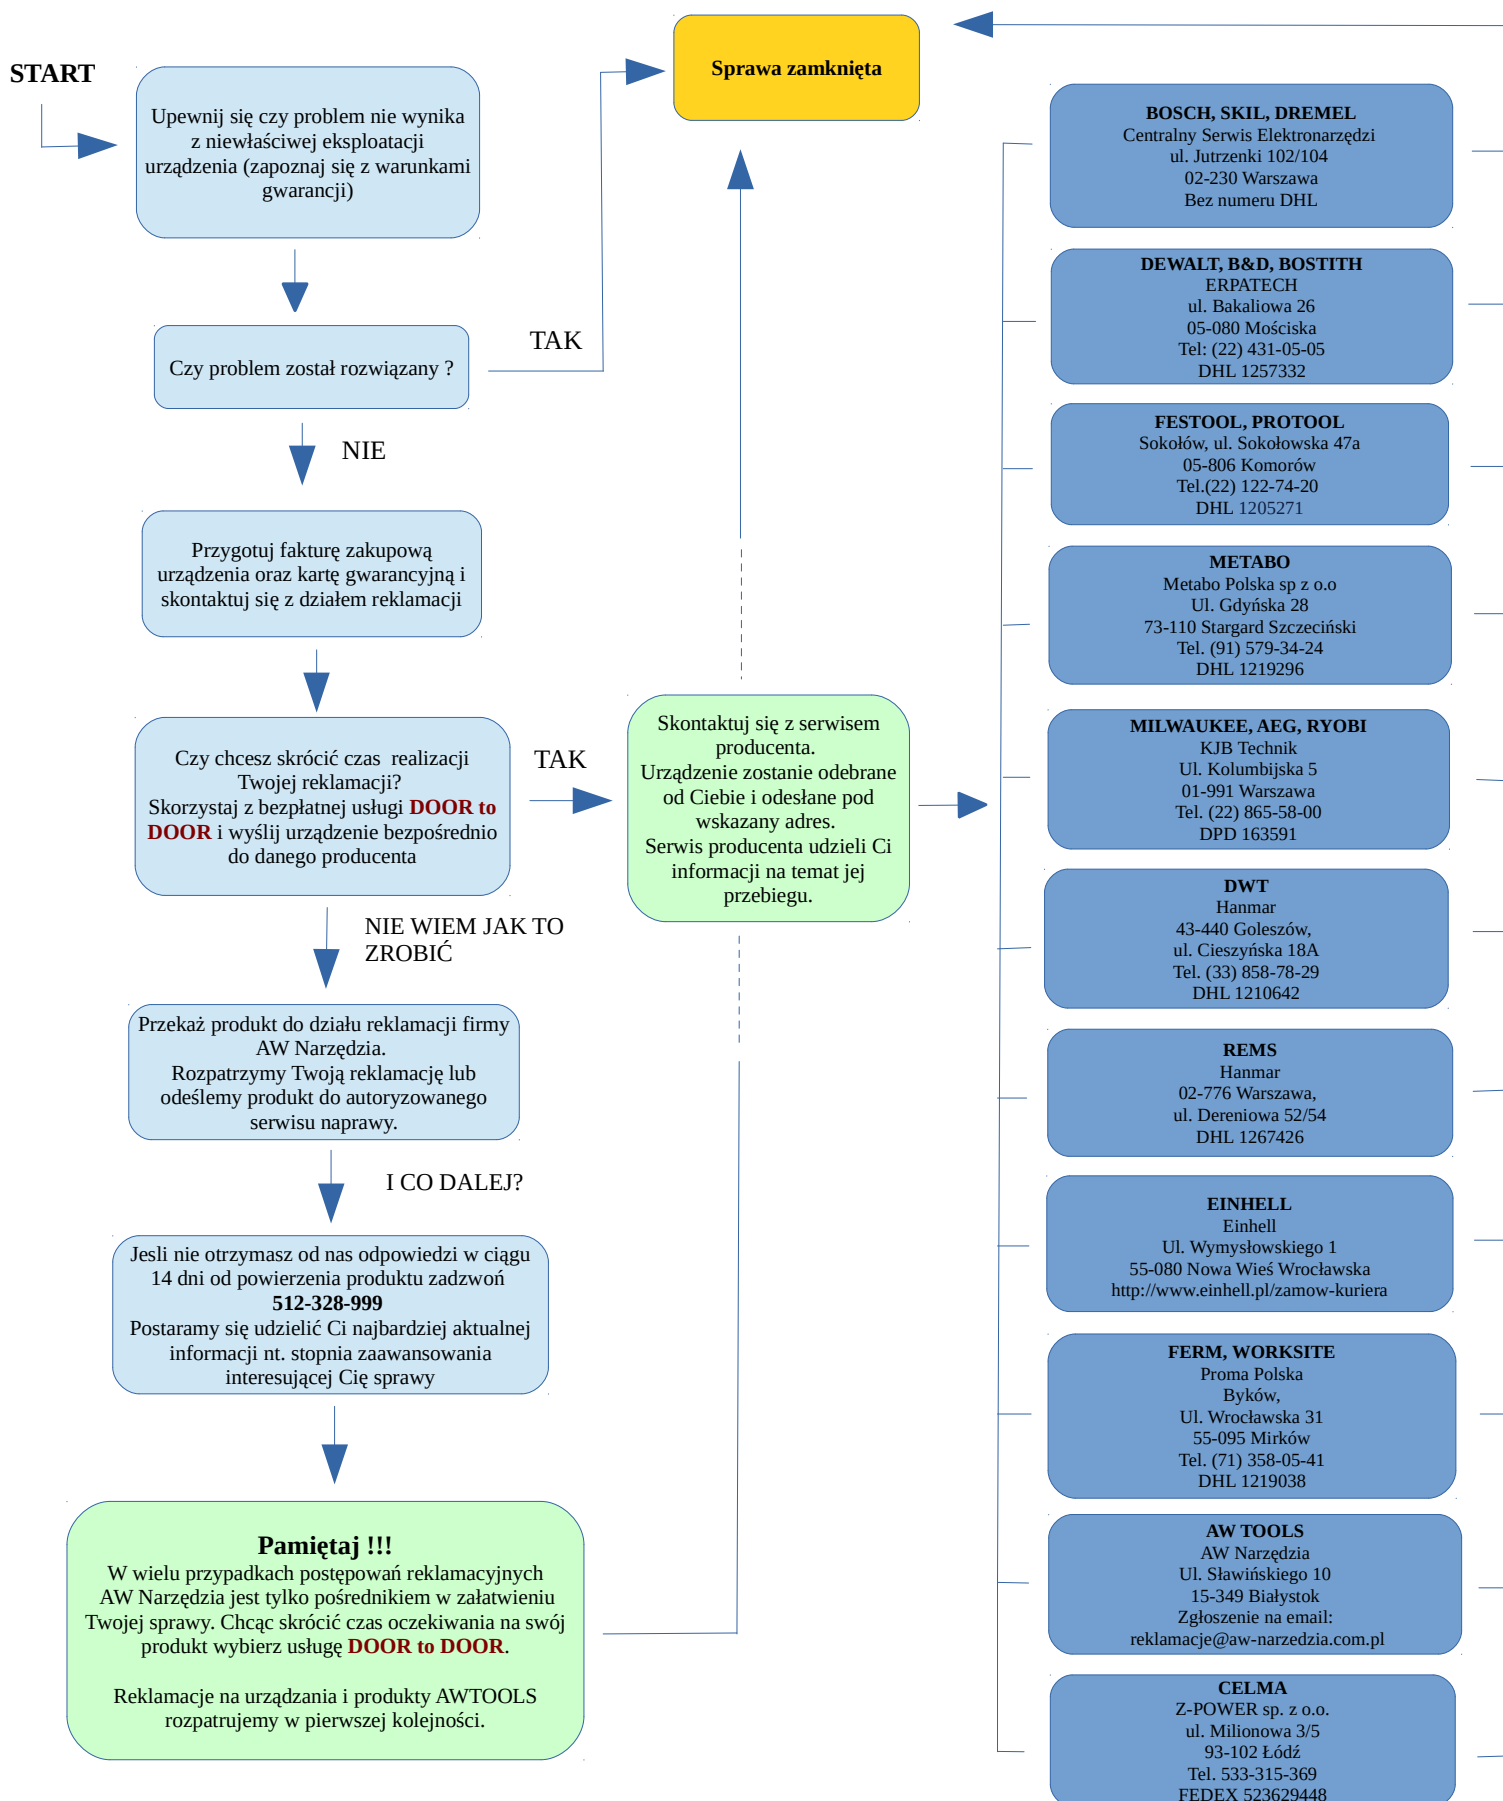 START
Upewnij się czy problem nie wynika
z niewłaściwej eksploatacji
urządzenia (zapoznaj się z warunkami
gwarancji)
Czy problem został rozwiązany ?
TAK
Sprawa zamknięta
NIE
Przygotuj fakturę zakupową
urządzenia oraz kartę gwarancyjną i
skontaktuj się z działem reklamacji
Czy chcesz skrócić czas  realizacji
Twojej reklamacji?
Skorzystaj z bezpłatnej usługi DOOR to
DOOR i wyślij urządzenie bezpośrednio
do danego producenta
TAK
Skontaktuj się z serwisem
producenta.
Urządzenie zostanie odebrane
od Ciebie i odesłane pod
wskazany adres.
Serwis producenta udzieli Ci
informacji na temat jej
przebiegu.
NIE WIEM JAK TO
ZROBIĆ
Przekaż produkt do działu reklamacji firmy
AW Narzędzia.
Rozpatrzymy Twoją reklamację lub
odeślemy produkt do autoryzowanego
serwisu naprawy.
I CO DALEJ?
Jesli nie otrzymasz od nas odpowiedzi w ciągu
14 dni od powierzenia produktu zadzwoń
512-328-999
Postaramy się udzielić Ci najbardziej aktualnej
informacji nt. stopnia zaawansowania
interesującej Cię sprawy
Pamiętaj !!!
W wielu przypadkach postępowań reklamacyjnych
AW Narzędzia jest tylko pośrednikiem w załatwieniu
Twojej sprawy. Chcąc skrócić czas oczekiwania na swój
produkt wybierz usługę DOOR to DOOR.
Reklamacje na urządzania i produkty AWTOOLS
rozpatrujemy w pierwszej kolejności.
BOSCH, SKIL, DREMEL
Centralny Serwis Elektronarzędzi
ul. Jutrzenki 102/104
02-230 Warszawa
Bez numeru DHL
DEWALT, B&D, BOSTITH
ERPATECH
ul. Bakaliowa 26
05-080 Mościska
Tel: (22) 431-05-05
DHL 1257332
FESTOOL, PROTOOL
Sokołów, ul. Sokołowska 47a
05-806 Komorów
Tel.(22) 122-74-20
DHL 1205271
METABO
Metabo Polska sp z o.o
Ul. Gdyńska 28
73-110 Stargard Szczeciński
Tel. (91) 579-34-24
DHL 1219296
MILWAUKEE, AEG, RYOBI
KJB Technik
Ul. Kolumbijska 5
01-991 Warszawa
Tel. (22) 865-58-00
DPD 163591
DWT
Hanmar
43-440 Goleszów,
ul. Cieszyńska 18A
Tel. (33) 858-78-29
DHL 1210642
REMS
Hanmar
02-776 Warszawa,
ul. Dereniowa 52/54
DHL 1267426
EINHELL
Einhell
Ul. Wymysłowskiego 1
55-080 Nowa Wieś Wrocławska
http://www.einhell.pl/zamow-kuriera
FERM, WORKSITE
Proma Polska
Byków,
Ul. Wrocławska 31
55-095 Mirków
Tel. (71) 358-05-41
DHL 1219038
AW TOOLS
AW Narzędzia
Ul. Sławińskiego 10
15-349 Białystok
Zgłoszenie na email:
reklamacje@aw-narzedzia.com.pl
CELMA
Z-POWER sp. z o.o.
ul. Milionowa 3/5
93-102 Łódź
Tel. 533-315-369
FEDEX 523629448